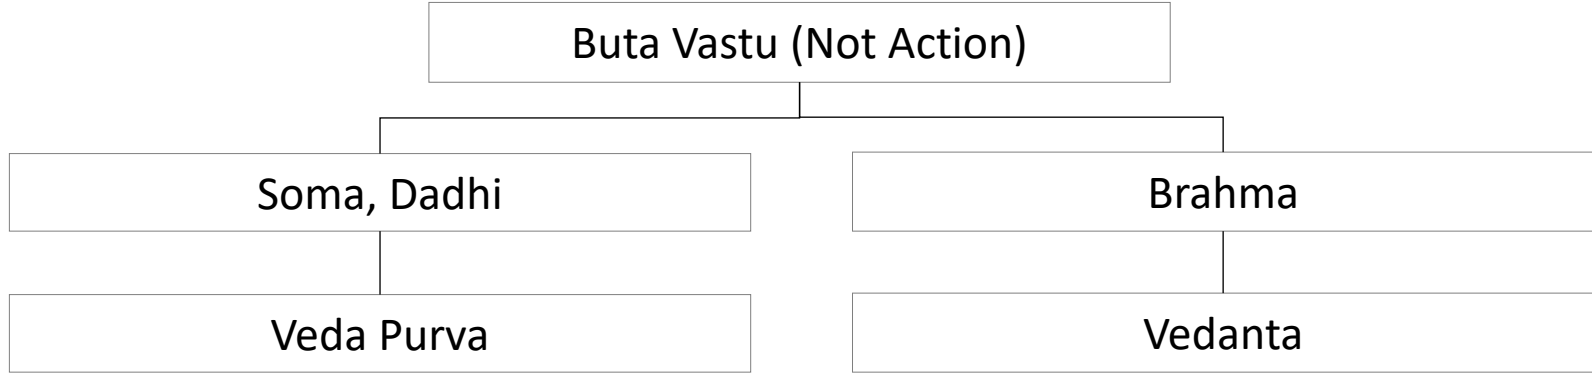 Buta Vastu (Not Action)
Soma, Dadhi
Brahma
Veda Purva
Vedanta